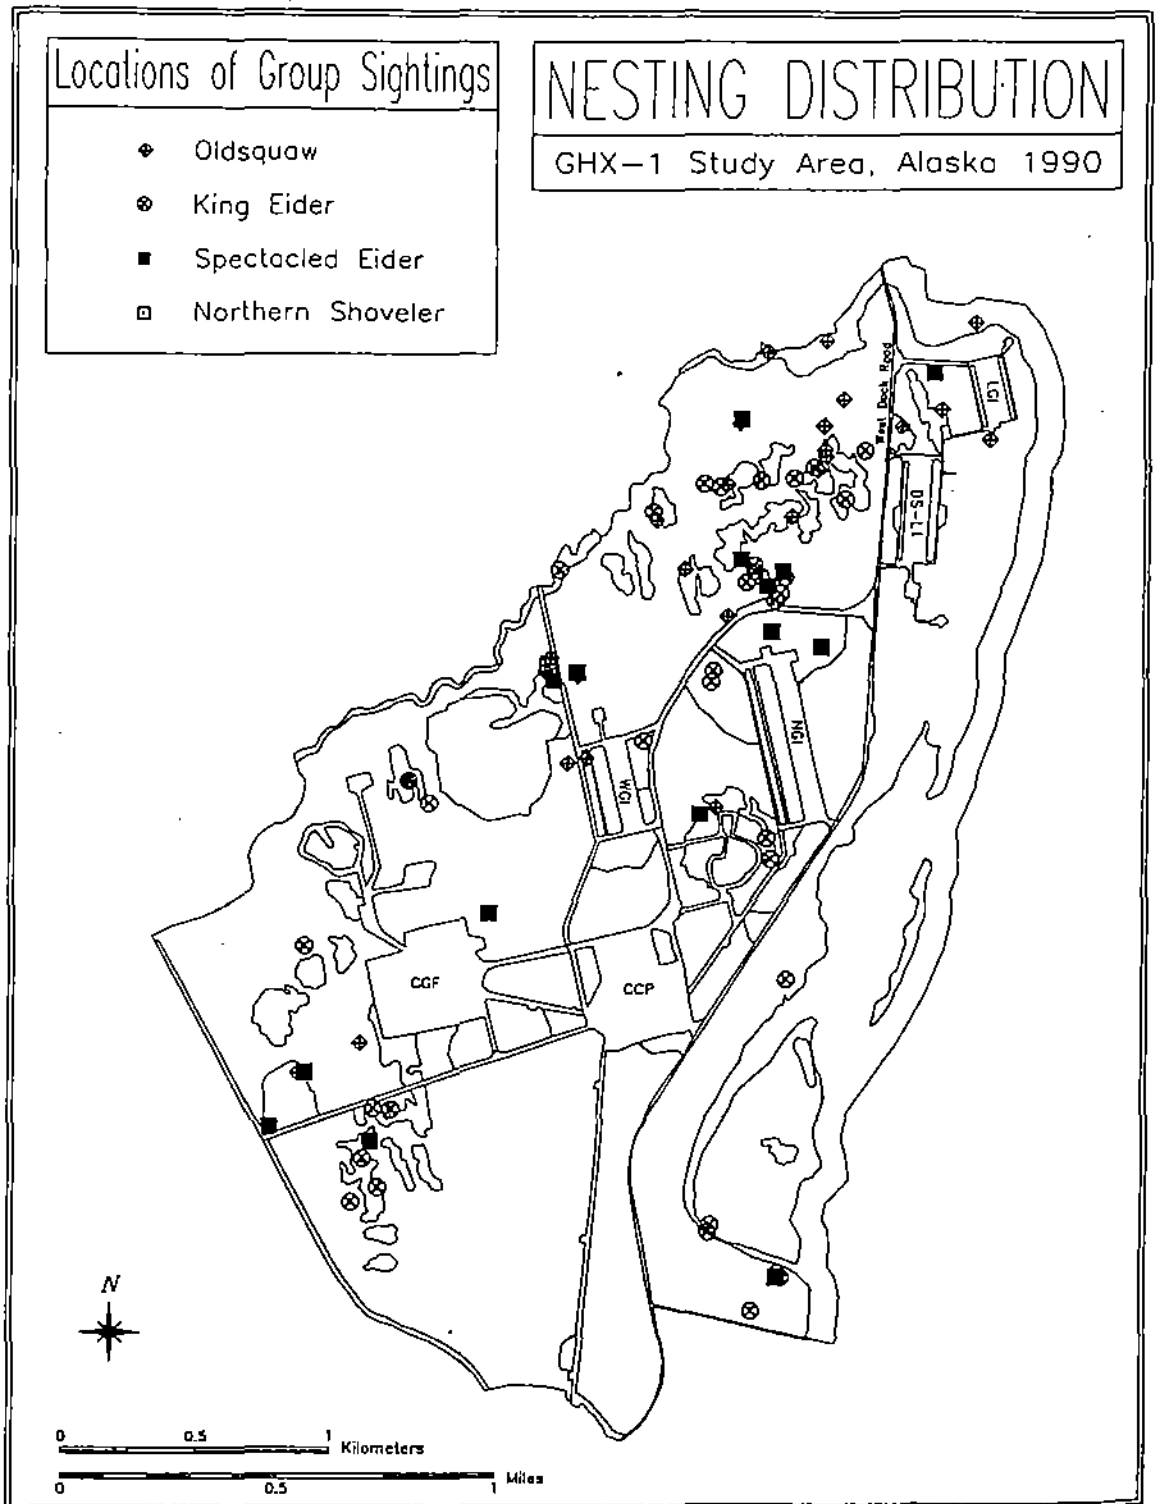 Locations of Group Sightings
Oldsquaw
King Eider
Spectacled Eider
Northern Shoveler
NESTING DISTRIBUTION
GHX-1 Study Area, Alaska 1990
West Dock Road
LGI
DS-L1
NGI
WGI
CGF
CCP
N
0 0.5 1 Kilometers
0 0.5 1 Miles